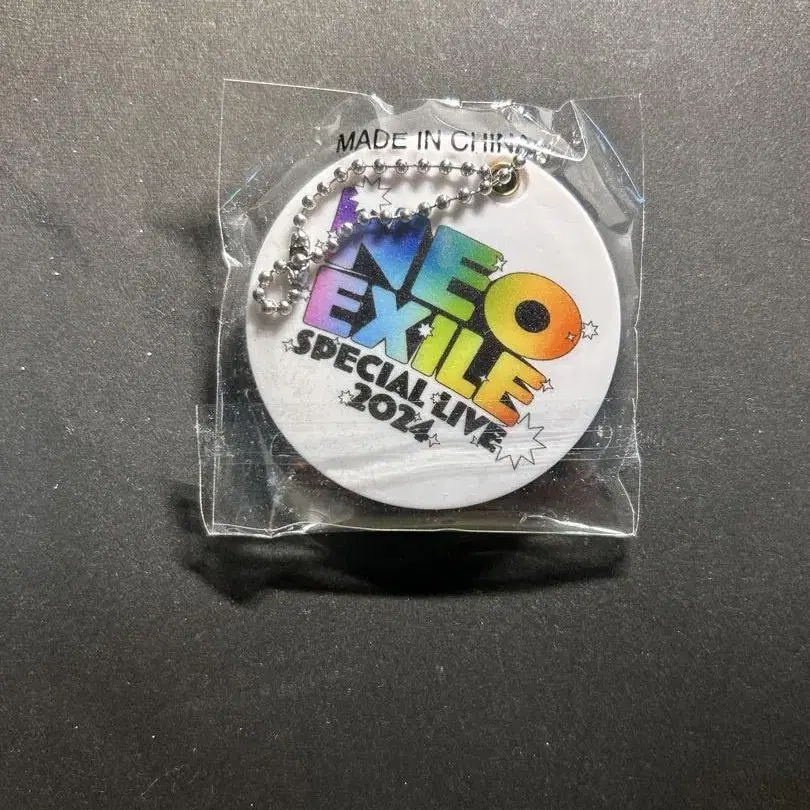 MADE IN CHINA
NEO
EXILE
SPECIAL LIVE
2024